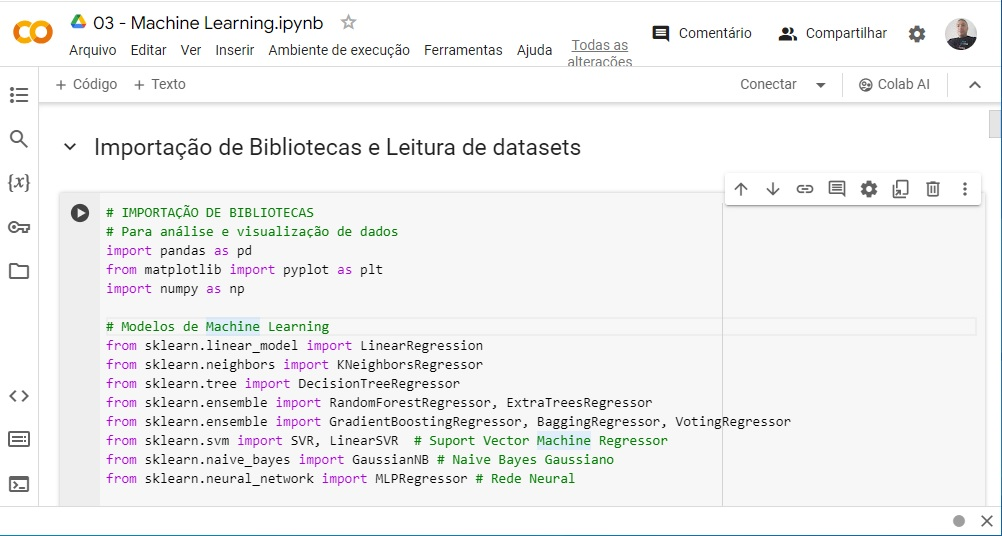 03 - Machine Learning.ipynb
Arquivo Editar Ver Inserir Ambiente de execução Ferramentas Ajuda Todas as
alterações
Comentário Compartilhar
+ Código + Texto
Conectar Colab AI
{x}
Importação de Bibliotecas e Leitura de datasets
# IMPORTAÇÃO DE BIBLIOTECAS
# Para análise e visualização de dados
import pandas as pd
from matplotlib import pyplot as plt
import numpy as np
# Modelos de Machine Learning
from sklearn.linear_model import LinearRegression
from sklearn.neighbors import KNeighborsRegressor
from sklearn.tree import DecisionTreeRegressor
from sklearn.ensemble import RandomForestRegressor, ExtraTreesRegressor
from sklearn.ensemble import GradientBoostingRegressor, BaggingRegressor, VotingRegressor
from sklearn.svm import SVR, LinearSVR  # Suport Vector Machine Regressor
from sklearn.naive_bayes import GaussianNB # Naive Bayes Gaussiano
from sklearn.neural_network import MLPRegressor # Rede Neural